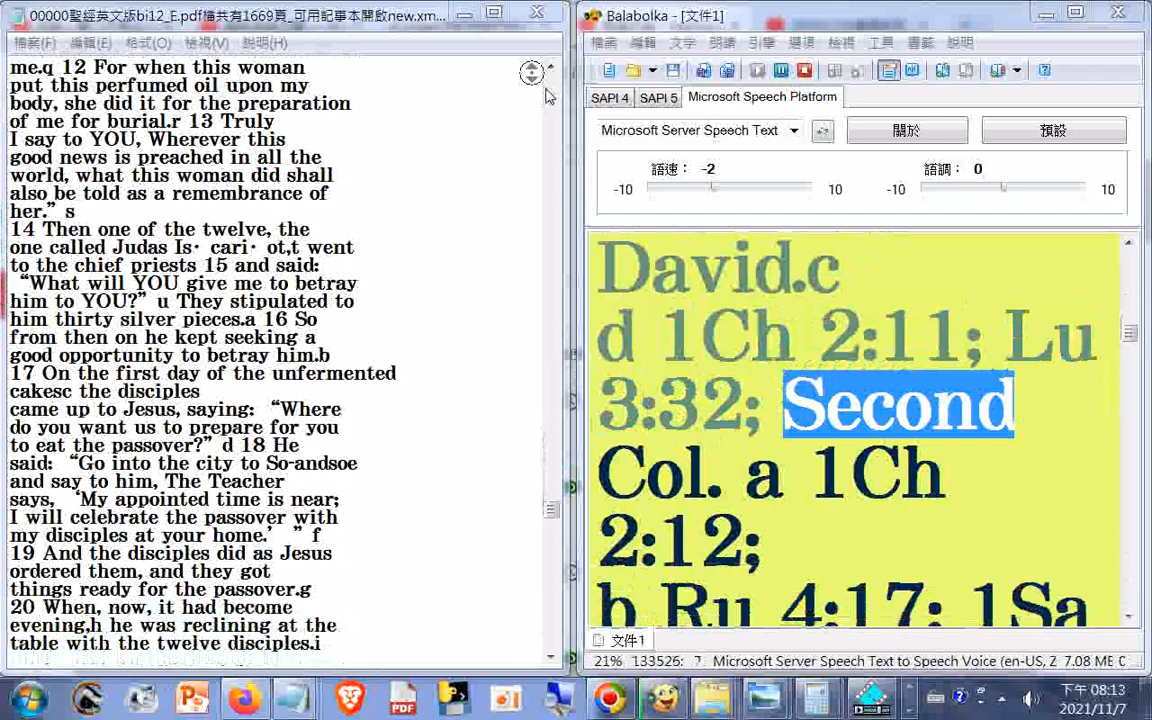 00000聖經英文版bi12_E.pdf檔共有1669頁_可用記事本開啟new.xm...
檔案(F) 編輯(E) 格式(O) 檢視(V) 說明(H)
me.q 12 For when this woman
put this perfumed oil upon my
body, she did it for the preparation
of me for burial.r 13 Truly
I say to YOU, Wherever this
good news is preached in all the
world, what this woman did shall
also be told as a remembrance of
her.” s
14 Then one of the twelve, the
one called Judas Is· cari· ot,t went
to the chief priests 15 and said:
“What will YOU give me to betray
him to YOU?” u They stipulated to
him thirty silver pieces.a 16 So
from then on he kept seeking a
good opportunity to betray him.b
17 On the first day of the unfermented
cakesc the disciples
came up to Jesus, saying: “Where
do you want us to prepare for you
to eat the passover?” d 18 He
said: “Go into the city to So-andsoe
and say to him, The Teacher
says, ‘My appointed time is near;
I will celebrate the passover with
my disciples at your home.’ ” f
19 And the disciples did as Jesus
ordered them, and they got
things ready for the passover.g
20 When, now, it had become
evening,h he was reclining at the
table with the twelve disciples.i
Balabolka - [文件1]
檔案 編輯 文字 朗讀 引擎 選項 檢視 工具 書籤 說明
SAPI 4 SAPI 5 Microsoft Speech Platform
Microsoft Server Speech Text 關於 預設
語速： -2 語調： 0
-10 10 -10 10
David.c
d 1Ch 2:11; Lu
3:32; Second
Col. a 1Ch
2:12;
b Ru 4:17; 1Sa
文件1
21% 133526: ? Microsoft Server Speech Text to Speech Voice (en-US, Z 7.08 MB
PDF
下午 08:13
2021/11/7